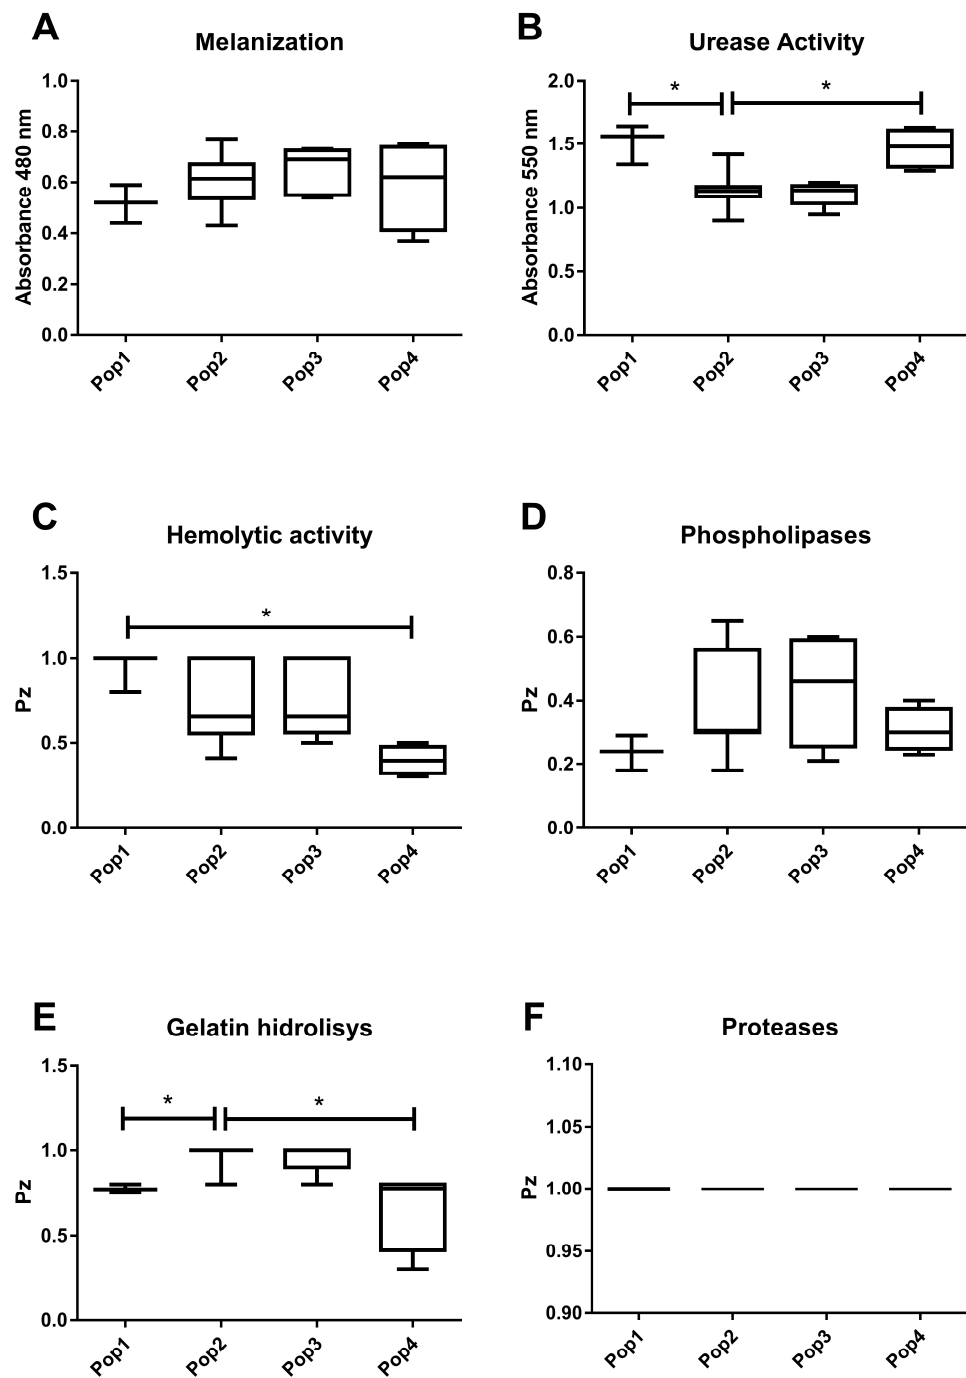 A
Melanization
Absorbance 480 nm
1.0
0.8
0.6
0.4
0.2
0.0
Pop1
Pop2
Pop3
Pop4
B
Urease Activity
Absorbance 550 nm
2.0
1.5
1.0
0.5
0.0
*
*
Pop1
Pop2
Pop3
Pop4
C
Hemolytic activity
Pz
1.5
1.0
0.5
0.0
*
Pop1
Pop2
Pop3
Pop4
D
Phospholipases
Pz
0.8
0.6
0.4
0.2
0.0
Pop1
Pop2
Pop3
Pop4
E
Gelatin hidrolisys
Pz
1.5
1.0
0.5
0.0
*
*
Pop1
Pop2
Pop3
Pop4
F
Proteases
Pz
1.10
1.05
1.00
0.95
0.90
Pop1
Pop2
Pop3
Pop4